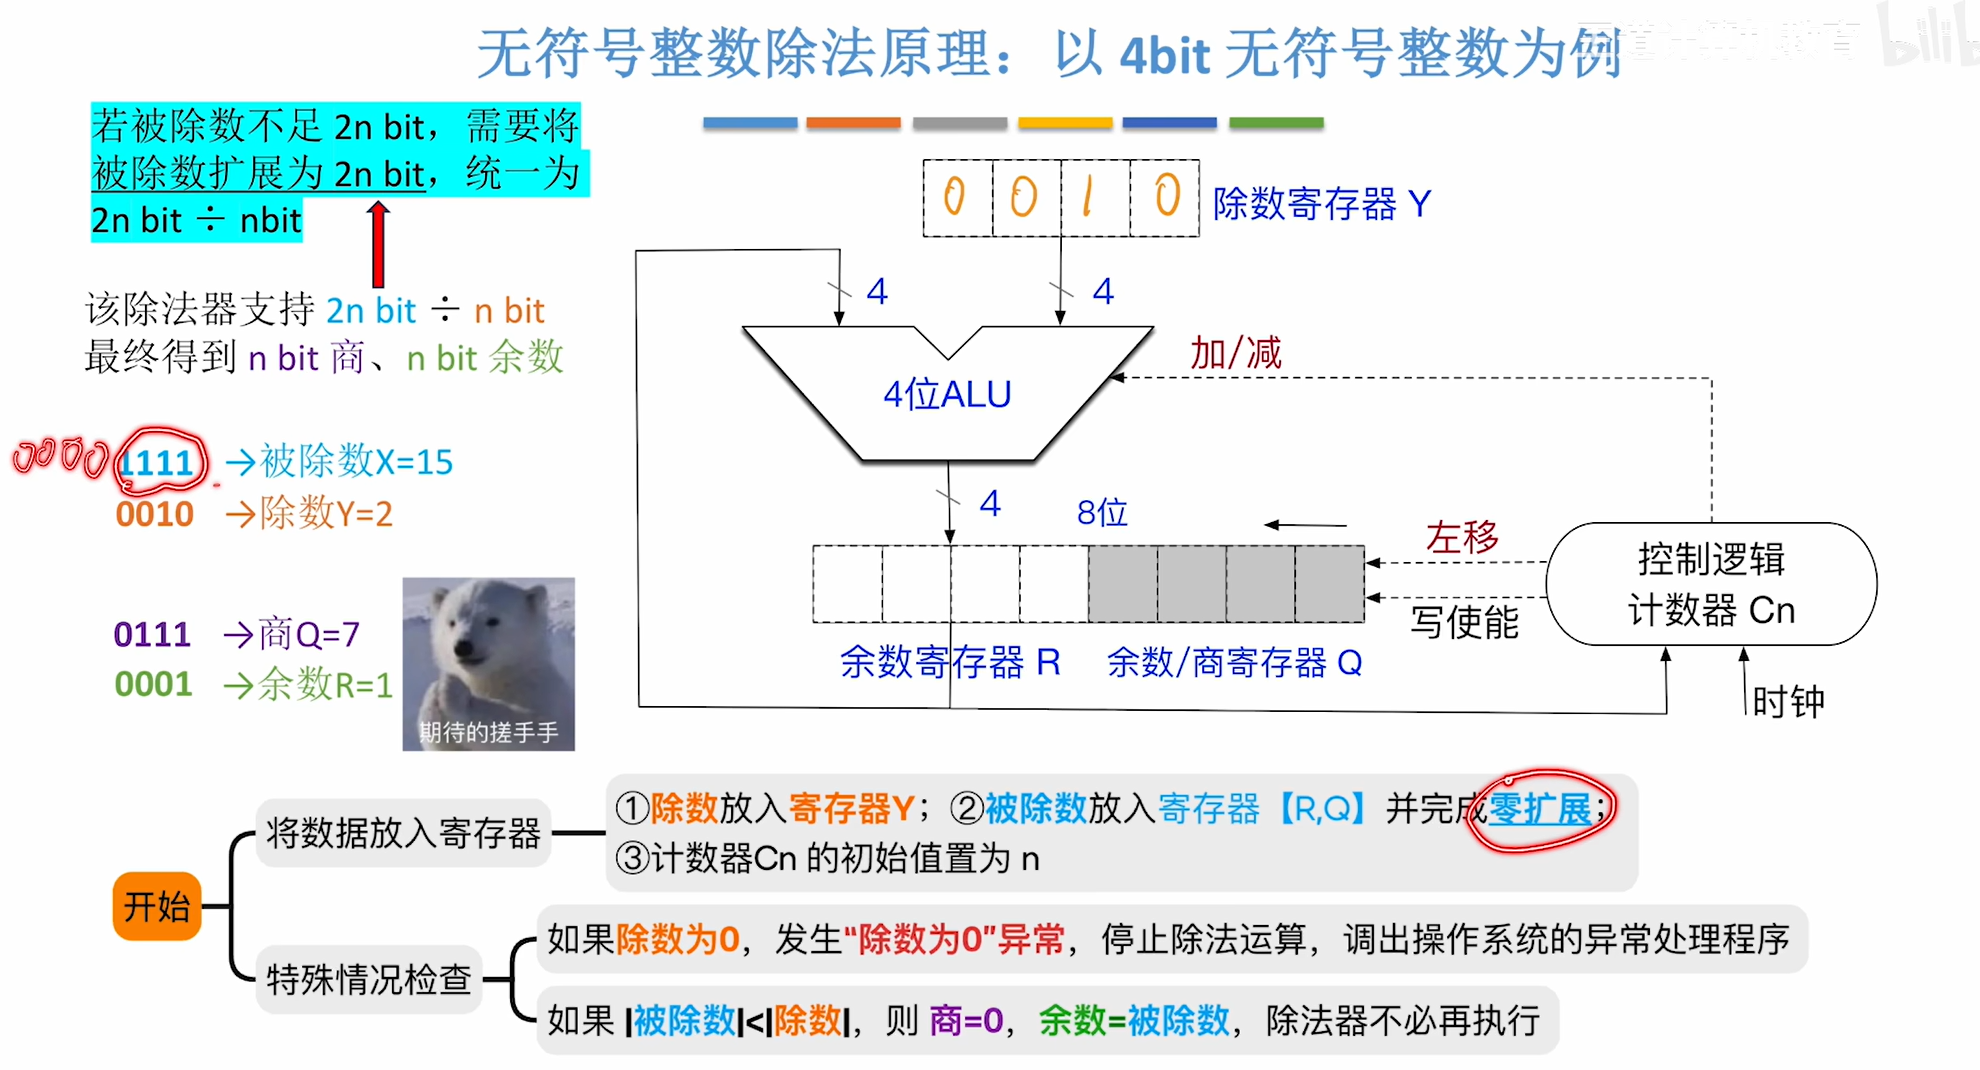 无符号整数除法原理：以 4bit 无符号整数为例
若被除数不足 2n bit，需要将
被除数扩展为 2n bit，统一为
2n bit ÷ nbit
该除法器支持 2n bit ÷ n bit
最终得到 n bit 商、n bit 余数
0000 1111 →被除数X=15
0010 →除数Y=2
0111 →商Q=7
0001 →余数R=1
期待的搓手手
0 0 1 0 除数寄存器 Y
4 4
加/减
4位ALU
4 8位
左移
写使能
控制逻辑
计数器 Cn
余数寄存器 R 余数/商寄存器 Q
时钟
开始
将数据放入寄存器
①除数放入寄存器Y；②被除数放入寄存器【R,Q】并完成零扩展；
③计数器Cn 的初始值置为 n
特殊情况检查
如果除数为0，发生“除数为0”异常，停止除法运算，调出操作系统的异常处理程序
如果 |被除数|<|除数|，则 商=0，余数=被除数，除法器不必再执行